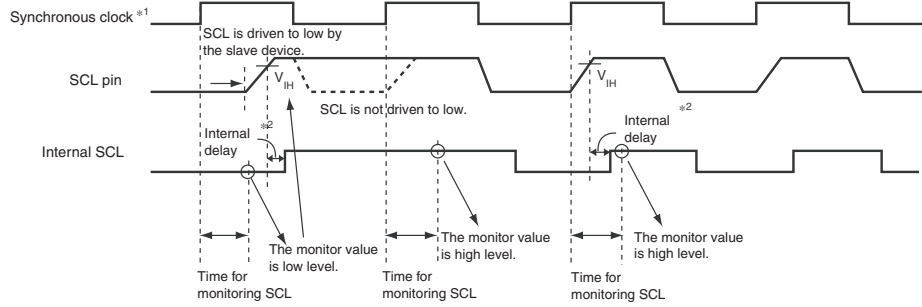 Synchronous clock *1
SCL is driven to low by
the slave device.
SCL pin
VIH
VIH
SCL is not driven to low.
*2
Internal
delay
*2
Internal
delay
Internal SCL
The monitor value
is low level.
The monitor value
is high level.
The monitor value
is high level.
Time for
monitoring SCL
Time for
monitoring SCL
Time for
monitoring SCL